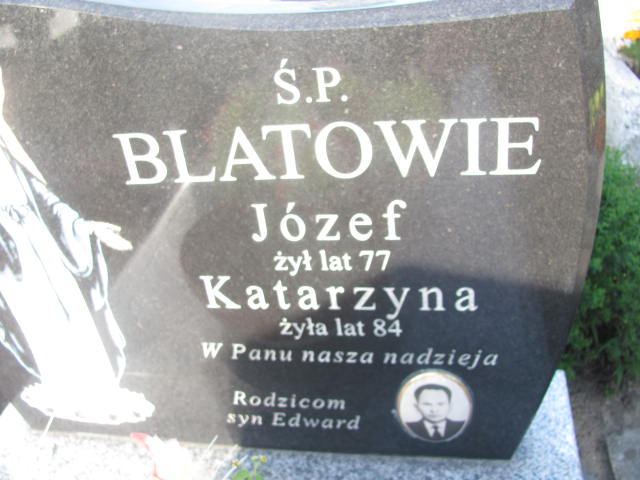 Ś.P.
BLATOWIE
Józef
żył lat 77
Katarzyna
żyła lat 84
W Panu nasza nadzieja
Rodzicom
syn Edward